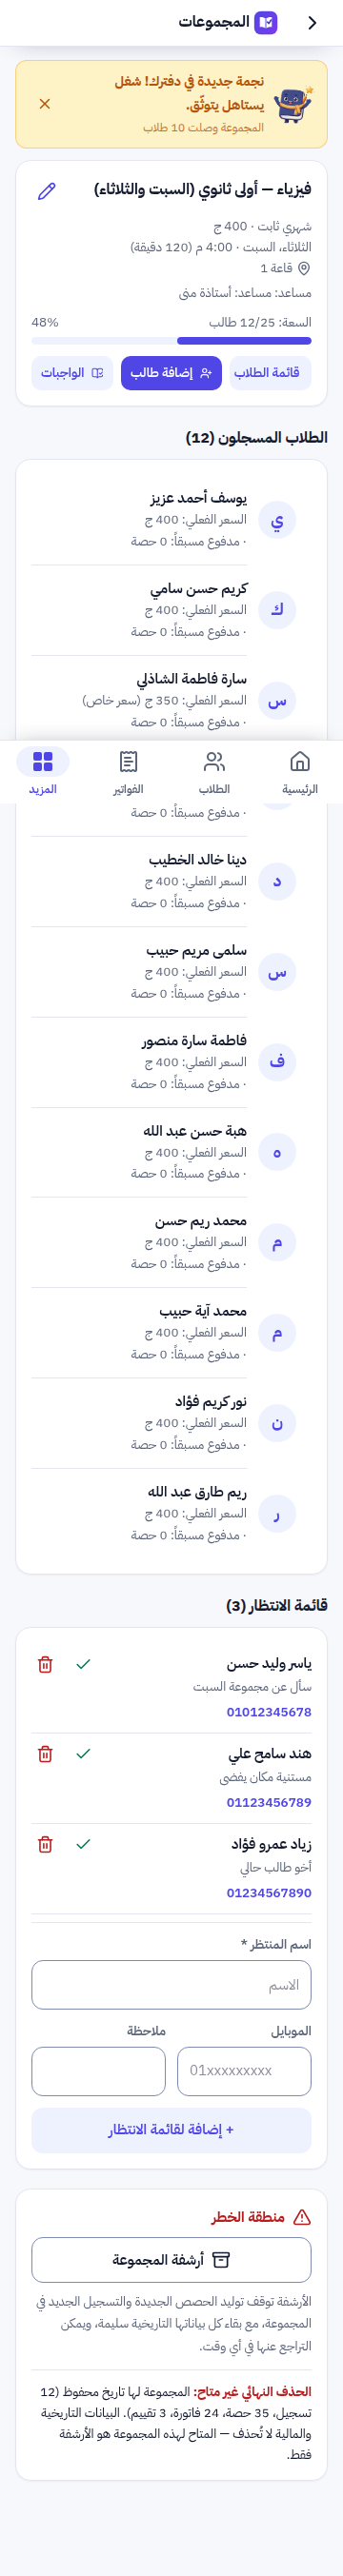 المجموعات
نجمة جديدة في دفترك! شغل
يستاهل يتوثّق.
المجموعة وصلت 10 طلاب
فيزياء — أولى ثانوي (السبت والثلاثاء)
شهري ثابت · 400 ج
الثلاثاء، السبت · 4:00 م (120 دقيقة)
قاعة 1
مساعد: مساعد: أستاذة منى
السعة: 12/25 طالب
48%
قائمة الطلاب
إضافة طالب
الواجبات
الطلاب المسجلون (12)
ي
يوسف أحمد عزيز
السعر الفعلي: 400 ج
· مدفوع مسبقاً: 0 حصة
ك
كريم حسن سامي
السعر الفعلي: 400 ج
· مدفوع مسبقاً: 0 حصة
س
سارة فاطمة الشاذلي
السعر الفعلي: 350 ج (سعر خاص)
· مدفوع مسبقاً: 0 حصة
الرئيسية
الطلاب
الفواتير
المزيد
· مدفوع مسبقاً: 0 حصة
د
دينا خالد الخطيب
السعر الفعلي: 400 ج
· مدفوع مسبقاً: 0 حصة
س
سلمى مريم حبيب
السعر الفعلي: 400 ج
· مدفوع مسبقاً: 0 حصة
ف
فاطمة سارة منصور
السعر الفعلي: 400 ج
· مدفوع مسبقاً: 0 حصة
ه
هبة حسن عبد الله
السعر الفعلي: 400 ج
· مدفوع مسبقاً: 0 حصة
م
محمد ريم حسن
السعر الفعلي: 400 ج
· مدفوع مسبقاً: 0 حصة
م
محمد آية حبيب
السعر الفعلي: 400 ج
· مدفوع مسبقاً: 0 حصة
ن
نور كريم فؤاد
السعر الفعلي: 400 ج
· مدفوع مسبقاً: 0 حصة
ر
ريم طارق عبد الله
السعر الفعلي: 400 ج
· مدفوع مسبقاً: 0 حصة
قائمة الانتظار (3)
ياسر وليد حسن
سأل عن مجموعة السبت
01012345678
هند سامح علي
مستنية مكان يفضى
01123456789
زياد عمرو فؤاد
أخو طالب حالي
01234567890
اسم المنتظر *
الاسم
الموبايل
ملاحظة
01xxxxxxxxx
+ إضافة لقائمة الانتظار
منطقة الخطر
أرشفة المجموعة
الأرشفة توقف توليد الحصص الجديدة والتسجيل الجديد في
المجموعة، مع بقاء كل بياناتها التاريخية سليمة، ويمكن
التراجع عنها في أي وقت.
الحذف النهائي غير متاح: المجموعة لها تاريخ محفوظ (12
تسجيل، 35 حصة، 24 فاتورة، 3 تقييم). البيانات التاريخية
والمالية لا تُحذف — المتاح لهذه المجموعة هو الأرشفة
فقط.